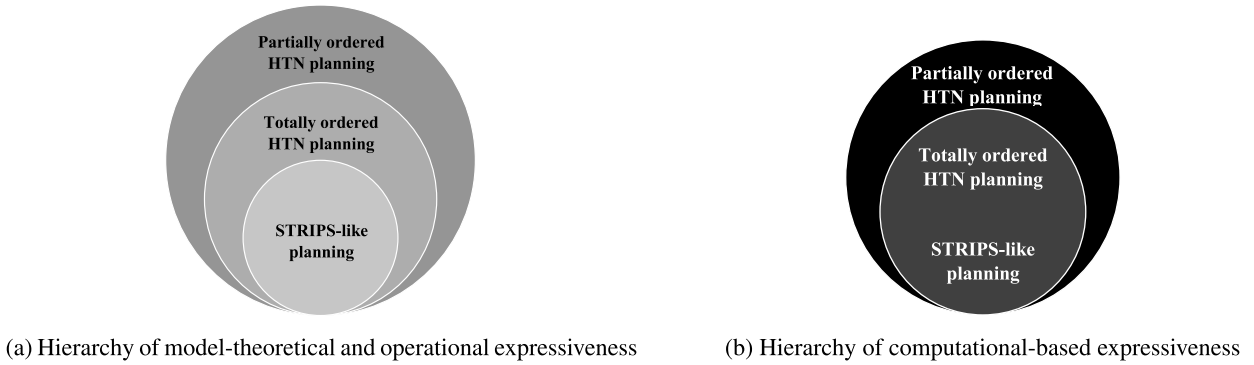 Partially ordered
HTN planning
Totally ordered
HTN planning
STRIPS-like
planning
(a) Hierarchy of model-theoretical and operational expressiveness
Partially ordered
HTN planning
Totally ordered
HTN planning
STRIPS-like
planning
(b) Hierarchy of computational-based expressiveness